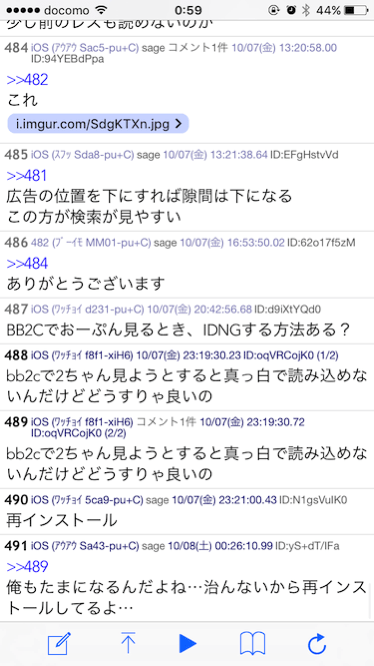 docomo 0:59 44%
少し前のレスも読めないのか
484 iOS (ｱｳｱｳ Sac5-pu+C) sage コメント1件 10/07(金) 13:20:58.00
ID:94YEBdPpa
>>482
これ
i.imgur.com/SdgKTXn.jpg >
485 iOS (ｽﾌｯ Sda8-pu+C) sage 10/07(金) 13:21:38.64 ID:EFgHstvVd
>>481
広告の位置を下にすれば隙間は下になる
この方が検索が見やすい
486 482 (ﾌﾞｰｲﾓ MM01-pu+C) sage 10/07(金) 16:53:50.02 ID:62o17f5zM
>>484
ありがとうございます
487 iOS (ﾜｯﾁｮｲ d231-pu+C) sage 10/07(金) 20:42:56.68 ID:d9iXtYQd0
BB2Cでおーぷん見るとき、IDNGする方法ある？
488 iOS (ﾜｯﾁｮｲ f8f1-xiH6) 10/07(金) 23:19:30.23 ID:oqVRCojK0 (1/2)
bb2cで2ちゃん見ようとすると真っ白で読み込めな
いんだけどどうすりゃ良いの
489 iOS (ﾜｯﾁｮｲ f8f1-xiH6) コメント1件 10/07(金) 23:19:30.72
ID:oqVRCojK0 (2/2)
bb2cで2ちゃん見ようとすると真っ白で読み込めな
いんだけどどうすりゃ良いの
490 iOS (ﾜｯﾁｮｲ 5ca9-pu+C) sage 10/07(金) 23:21:00.43 ID:N1gsVuIK0
再インストール
491 iOS (ｱｳｱｳ Sa43-pu+C) sage 10/08(土) 00:26:10.99 ID:yS+dT/IFa
>>489
俺もたまになるんだよね…治んないから再インス
トールしてるよ…